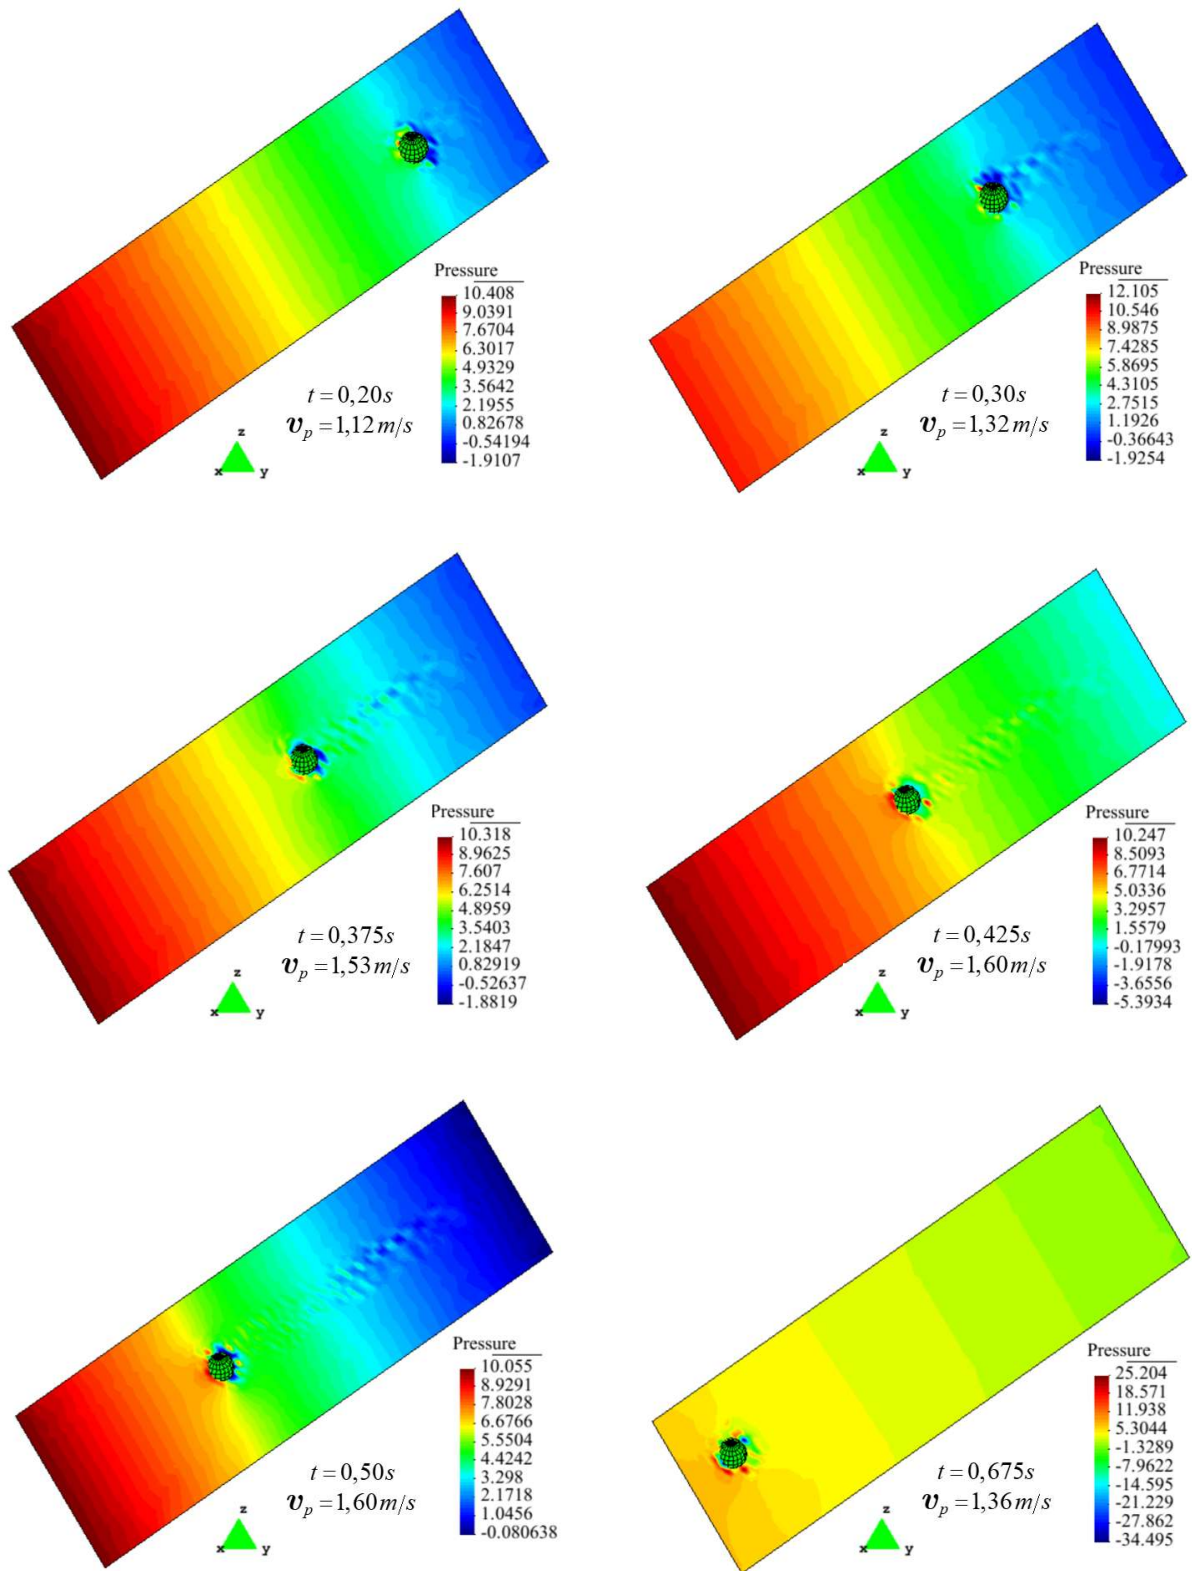 Pressure
10.408
9.0391
7.6704
6.3017
4.9329
3.5642
2.1955
0.82678
-0.54194
-1.9107
t = 0,20s
v_p = 1,12 m/s
z
x y
Pressure
12.105
10.546
8.9875
7.4285
5.8695
4.3105
2.7515
1.1926
-0.36643
-1.9254
t = 0,30s
v_p = 1,32 m/s
z
x y
Pressure
10.318
8.9625
7.607
6.2514
4.8959
3.5403
2.1847
0.82919
-0.52637
-1.8819
t = 0,375s
v_p = 1,53 m/s
z
x y
Pressure
10.247
8.5093
6.7714
5.0336
3.2957
1.5579
-0.17993
-1.9178
-3.6556
-5.3934
t = 0,425s
v_p = 1,60 m/s
z
x y
Pressure
10.055
8.9291
7.8028
6.6766
5.5504
4.4242
3.298
2.1718
1.0456
-0.080638
t = 0,50s
v_p = 1,60 m/s
z
x y
Pressure
25.204
18.571
11.938
5.3044
-1.3289
-7.9622
-14.595
-21.229
-27.862
-34.495
t = 0,675s
v_p = 1,36 m/s
z
x y